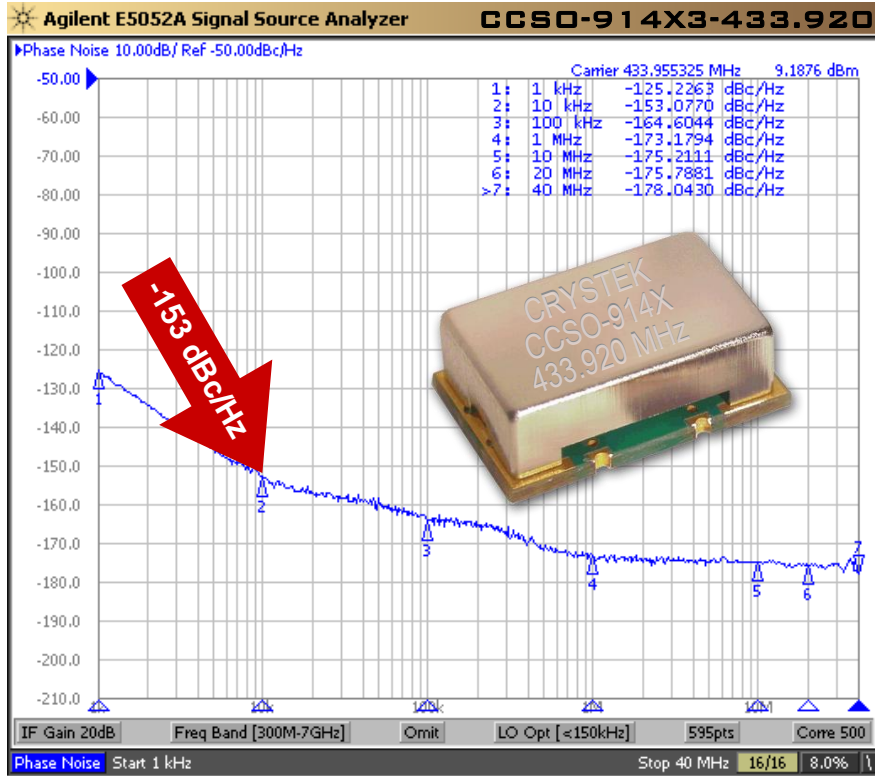 Agilent E5052A Signal Source Analyzer
CCSO-914X3-433.920
Phase Noise 10.00dB/ Ref -50.00dBc/Hz
Carrier 433.955325 MHz 9.1876 dBm
1: 1 kHz -125.2263 dBc/Hz
2: 10 kHz -153.0770 dBc/Hz
3: 100 kHz -164.6044 dBc/Hz
4: 1 MHz -173.1794 dBc/Hz
5: 10 MHz -175.2111 dBc/Hz
6: 20 MHz -175.7881 dBc/Hz
>7: 40 MHz -178.0430 dBc/Hz
-50.00
-60.00
-70.00
-80.00
-90.00
-100.0
-110.0
-120.0
-130.0
-140.0
-150.0
-160.0
-170.0
-180.0
-190.0
-200.0
-210.0
-153 dBc/Hz
CRYSTEK
CCSO-914X
433.920 MHz
1
2
3
4
5
6
7
1k 10k 100k 1M 10M
IF Gain 20dB Freq Band [300M-7GHz] Omit LO Opt [<150kHz] 595pts Corre 500
Phase Noise Start 1 kHz Stop 40 MHz 16/16 8.0%